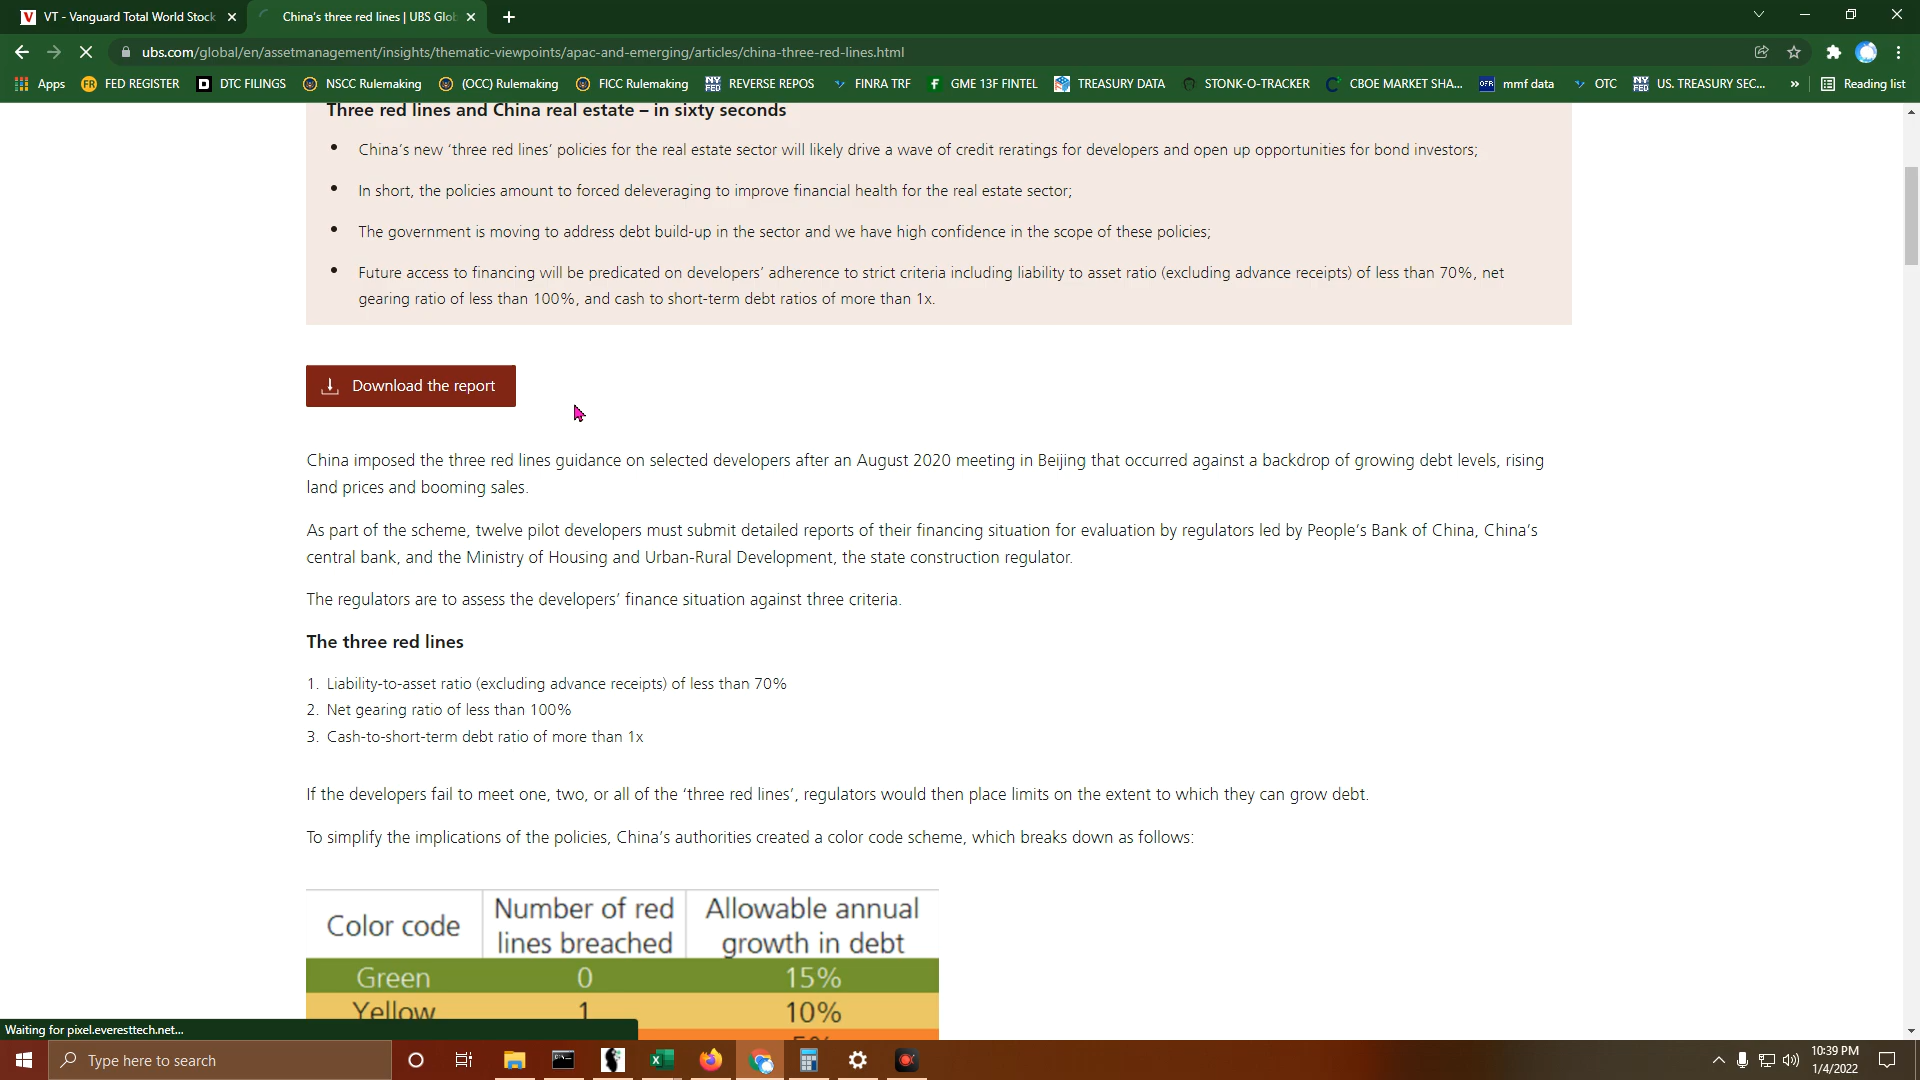 VT - Vanguard Total World Stock
China's three red lines | UBS Glo
ubs.com/global/en/assetmanagement/insights/thematic-viewpoints/apac-and-emerging/articles/china-three-red-lines.html
Apps
FR FED REGISTER
DTC FILINGS
NSCC Rulemaking
(OCC) Rulemaking
FICC Rulemaking
NY FED REVERSE REPOS
FINRA TRF
GME 13F FINTEL
TREASURY DATA
STONK-O-TRACKER
CBOE MARKET SHA...
OFR mmf data
OTC
NY FED US. TREASURY SEC...
»
Reading list
Three red lines and China real estate – in sixty seconds
• China's new ‘three red lines’ policies for the real estate sector will likely drive a wave of credit reratings for developers and open up opportunities for bond investors;
• In short, the policies amount to forced deleveraging to improve financial health for the real estate sector;
• The government is moving to address debt build-up in the sector and we have high confidence in the scope of these policies;
• Future access to financing will be predicated on developers’ adherence to strict criteria including liability to asset ratio (excluding advance receipts) of less than 70%, net
gearing ratio of less than 100%, and cash to short-term debt ratios of more than 1x.
Download the report
China imposed the three red lines guidance on selected developers after an August 2020 meeting in Beijing that occurred against a backdrop of growing debt levels, rising
land prices and booming sales.
As part of the scheme, twelve pilot developers must submit detailed reports of their financing situation for evaluation by regulators led by People’s Bank of China, China’s
central bank, and the Ministry of Housing and Urban-Rural Development, the state construction regulator.
The regulators are to assess the developers’ finance situation against three criteria.
The three red lines
1. Liability-to-asset ratio (excluding advance receipts) of less than 70%
2. Net gearing ratio of less than 100%
3. Cash-to-short-term debt ratio of more than 1x
If the developers fail to meet one, two, or all of the ‘three red lines’, regulators would then place limits on the extent to which they can grow debt.
To simplify the implications of the policies, China’s authorities created a color code scheme, which breaks down as follows:
Color code
Number of red
lines breached
Allowable annual
growth in debt
Green 0 15%
Yellow 1 10%
5%
Waiting for pixel.everesttech.net...
Type here to search
10:39 PM
1/4/2022